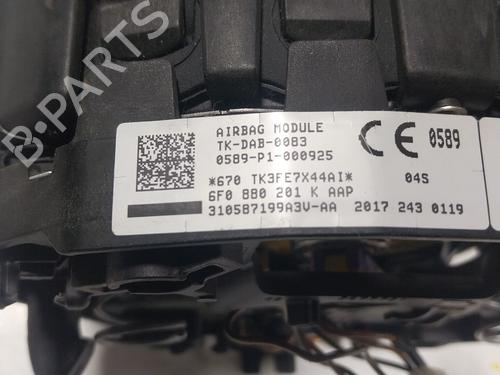 B-PARTS
AIRBAG MODULE
TK-DAB-0083
0589-P1-000925
CE 0589
*670 TK3FE7X44AI* 04S
6F0 880 201 K AAP
310587199A3V-AA 2017 243 0119